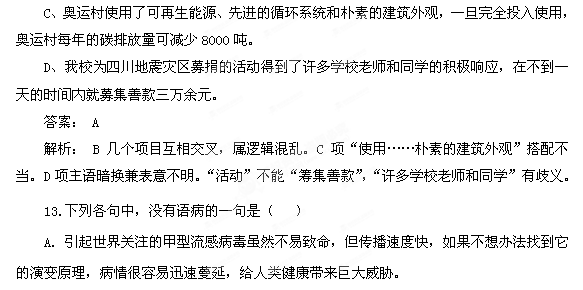 C、奥运村使用了可再生能源、先进的循环系统和朴素的建筑外观，一旦完全投入使用，
奥运村每年的碳排放量可减少8000吨。
D、我校为四川地震灾区募捐的活动得到了许多学校老师和同学的积极响应，在不到一
天的时间内就募集善款三万余元。
答案： A
解析： B 几个项目互相交叉，属逻辑混乱。C 项“使用……朴素的建筑外观”搭配不
当。D 项主语暗换兼表意不明。“活动”不能“筹集善款”，“许多学校老师和同学”有歧义。
13.下列各句中，没有语病的一句是（　　）
A. 引起世界关注的甲型流感病毒虽然不易致命，但传播速度快，如果不想办法找到它
的演变原理，病情很容易迅速蔓延，给人类健康带来巨大威胁。